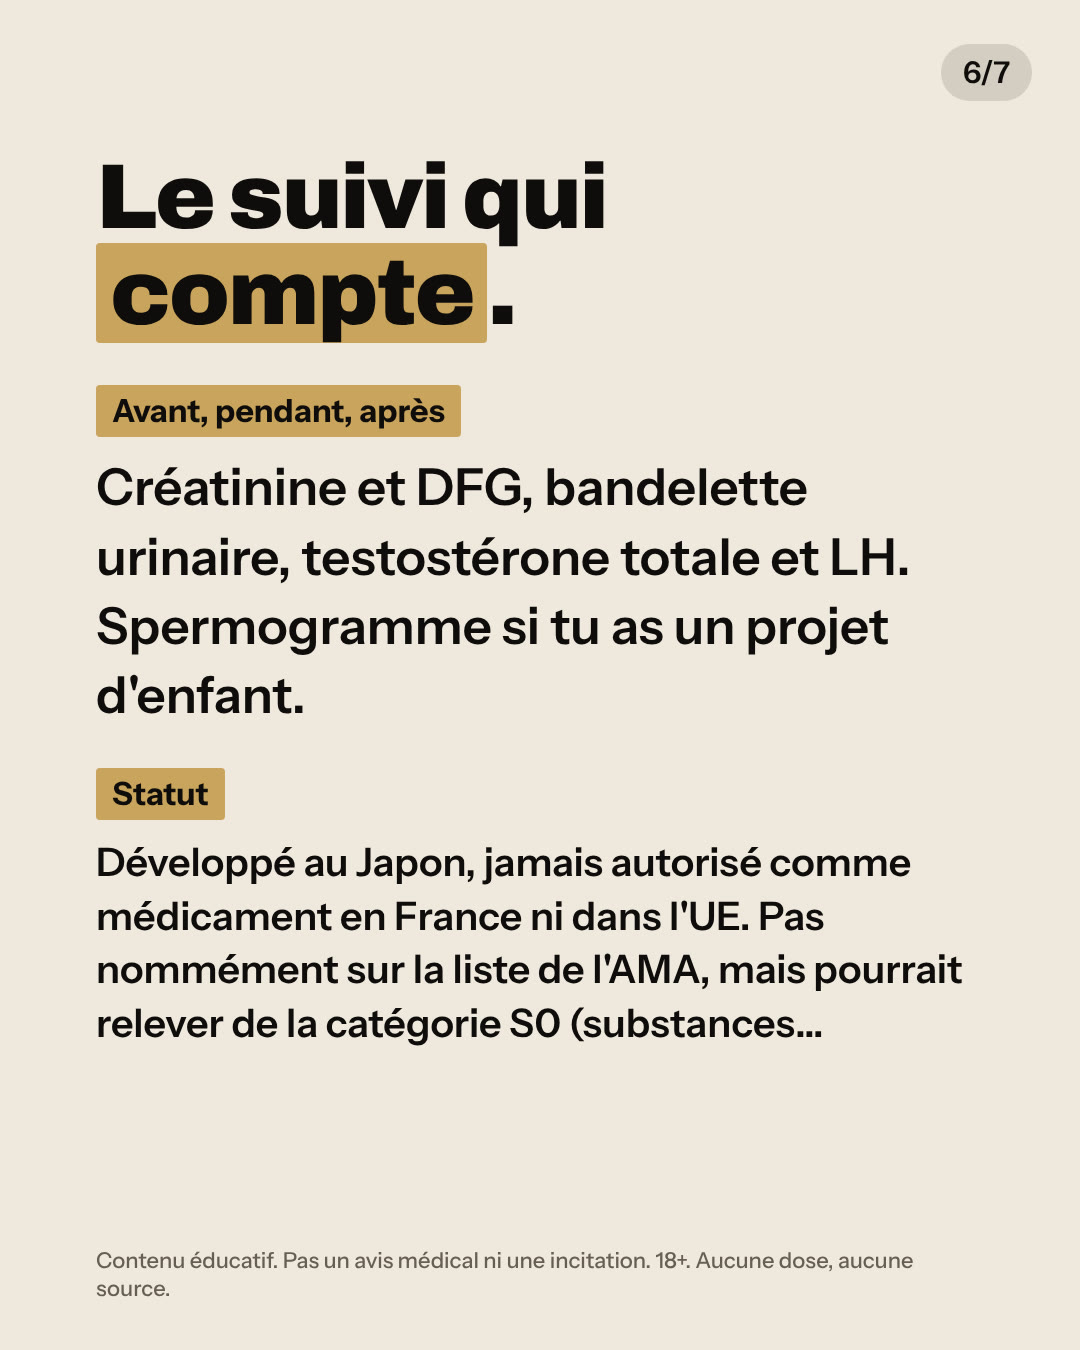 6/7
Le suivi qui
compte.
Avant, pendant, après
Créatinine et DFG, bandelette
urinaire, testostérone totale et LH.
Spermogramme si tu as un projet
d'enfant.
Statut
Développé au Japon, jamais autorisé comme
médicament en France ni dans l'UE. Pas
nommément sur la liste de l'AMA, mais pourrait
relever de la catégorie S0 (substances...
Contenu éducatif. Pas un avis médical ni une incitation. 18+. Aucune dose, aucune
source.